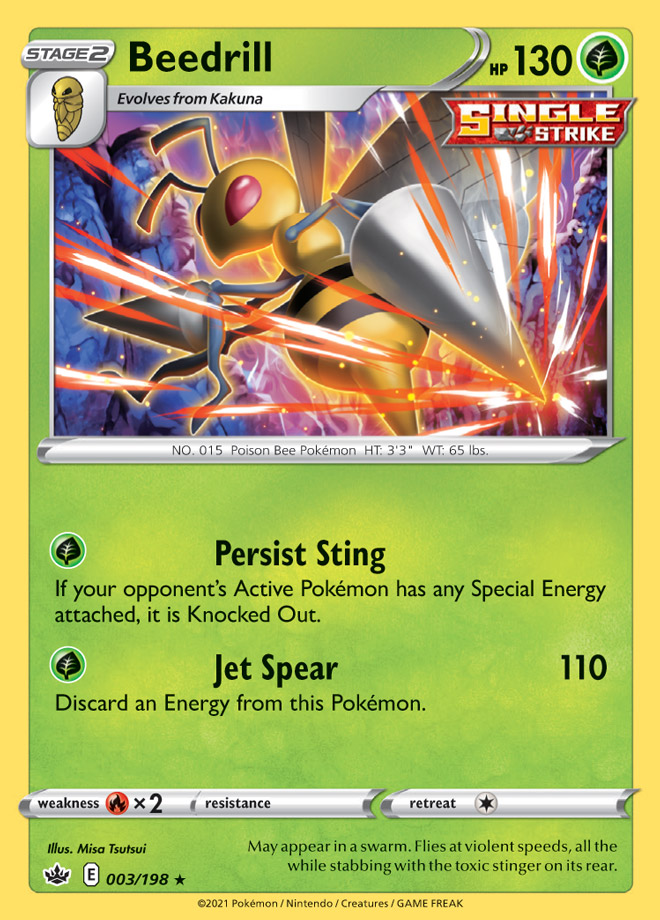 STAGE2
Beedrill
HP 130
Evolves from Kakuna
SINGLE
STRIKE
NO. 015 Poison Bee Pokémon HT: 3'3" WT: 65 lbs.
Persist Sting
If your opponent's Active Pokémon has any Special Energy
attached, it is Knocked Out.
Jet Spear 110
Discard an Energy from this Pokémon.
weakness ×2 resistance retreat
Illus. Misa Tsutsui
May appear in a swarm. Flies at violent speeds, all the
while stabbing with the toxic stinger on its rear.
E 003/198 ★
©2021 Pokémon / Nintendo / Creatures / GAME FREAK